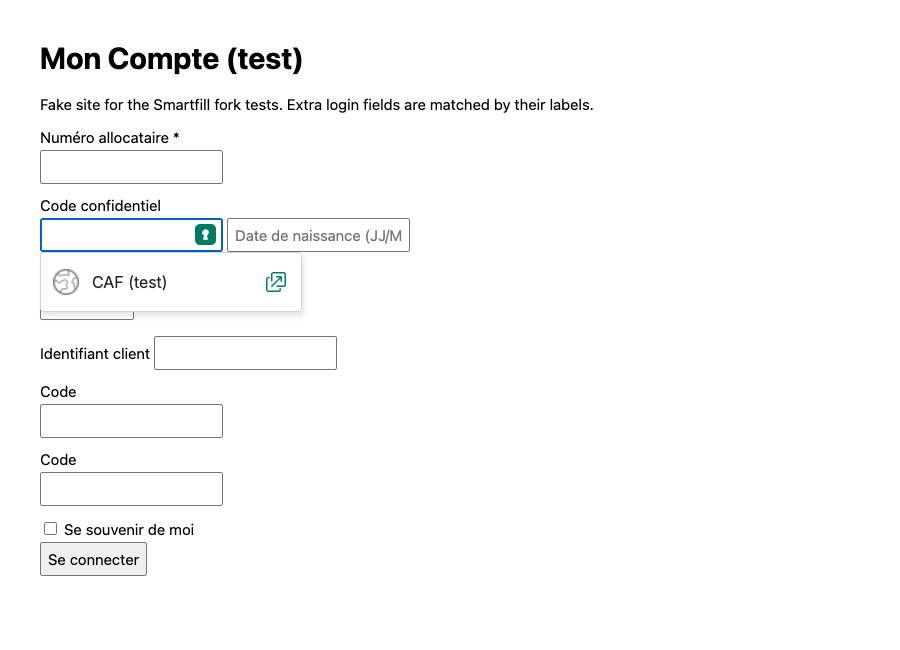 Mon Compte (test)
Fake site for the Smartfill fork tests. Extra login fields are matched by their labels.
Numéro allocataire *
Code confidentiel
Date de naissance (JJ/M
CAF (test)
Identifiant client
Code
Code
Se souvenir de moi
Se connecter